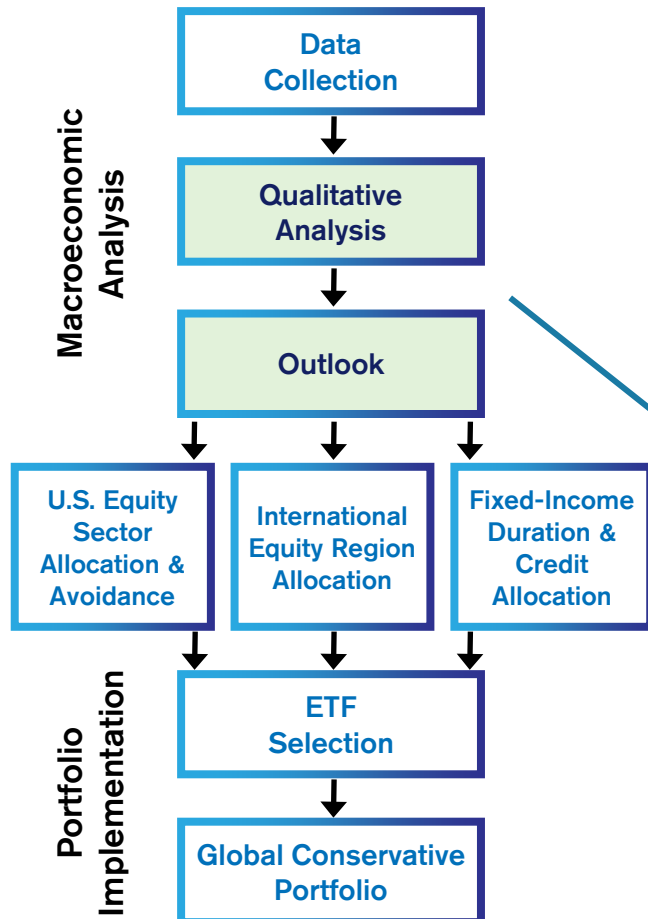 Macroeconomic
Analysis
Data
Collection
Qualitative
Analysis
Outlook
U.S. Equity
Sector
Allocation &
Avoidance
International
Equity Region
Allocation
Fixed-Income
Duration &
Credit
Allocation
Portfolio
Implementation
ETF
Selection
Global Conservative
Portfolio